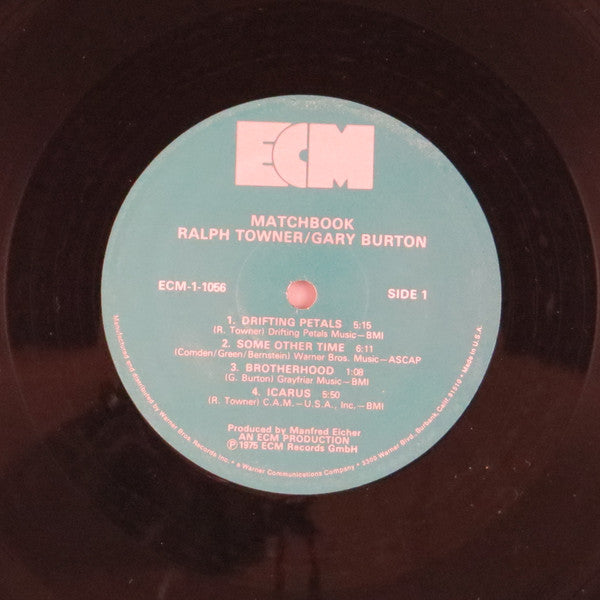 ECM
MATCHBOOK
RALPH TOWNER/GARY BURTON
ECM-1-1056
SIDE 1
1. DRIFTING PETALS 5:15
(R. Towner) Drifting Petals Music—BMI
2. SOME OTHER TIME 6:11
(Comden/Green/Bernstein) Warner Bros. Music—ASCAP
3. BROTHERHOOD 1:08
(G. Burton) Grayfriar Music—BMI
4. ICARUS 5:50
(R. Towner) C.A.M.—U.S.A., Inc.—BMI
Produced by Manfred Eicher
AN ECM PRODUCTION
℗1975 ECM Records GmbH
Manufactured and distributed by Warner Bros. Records Inc. • a Warner Communications Company • 3300 Warner Blvd., Burbank, Calif. 91510 • Made in U.S.A.